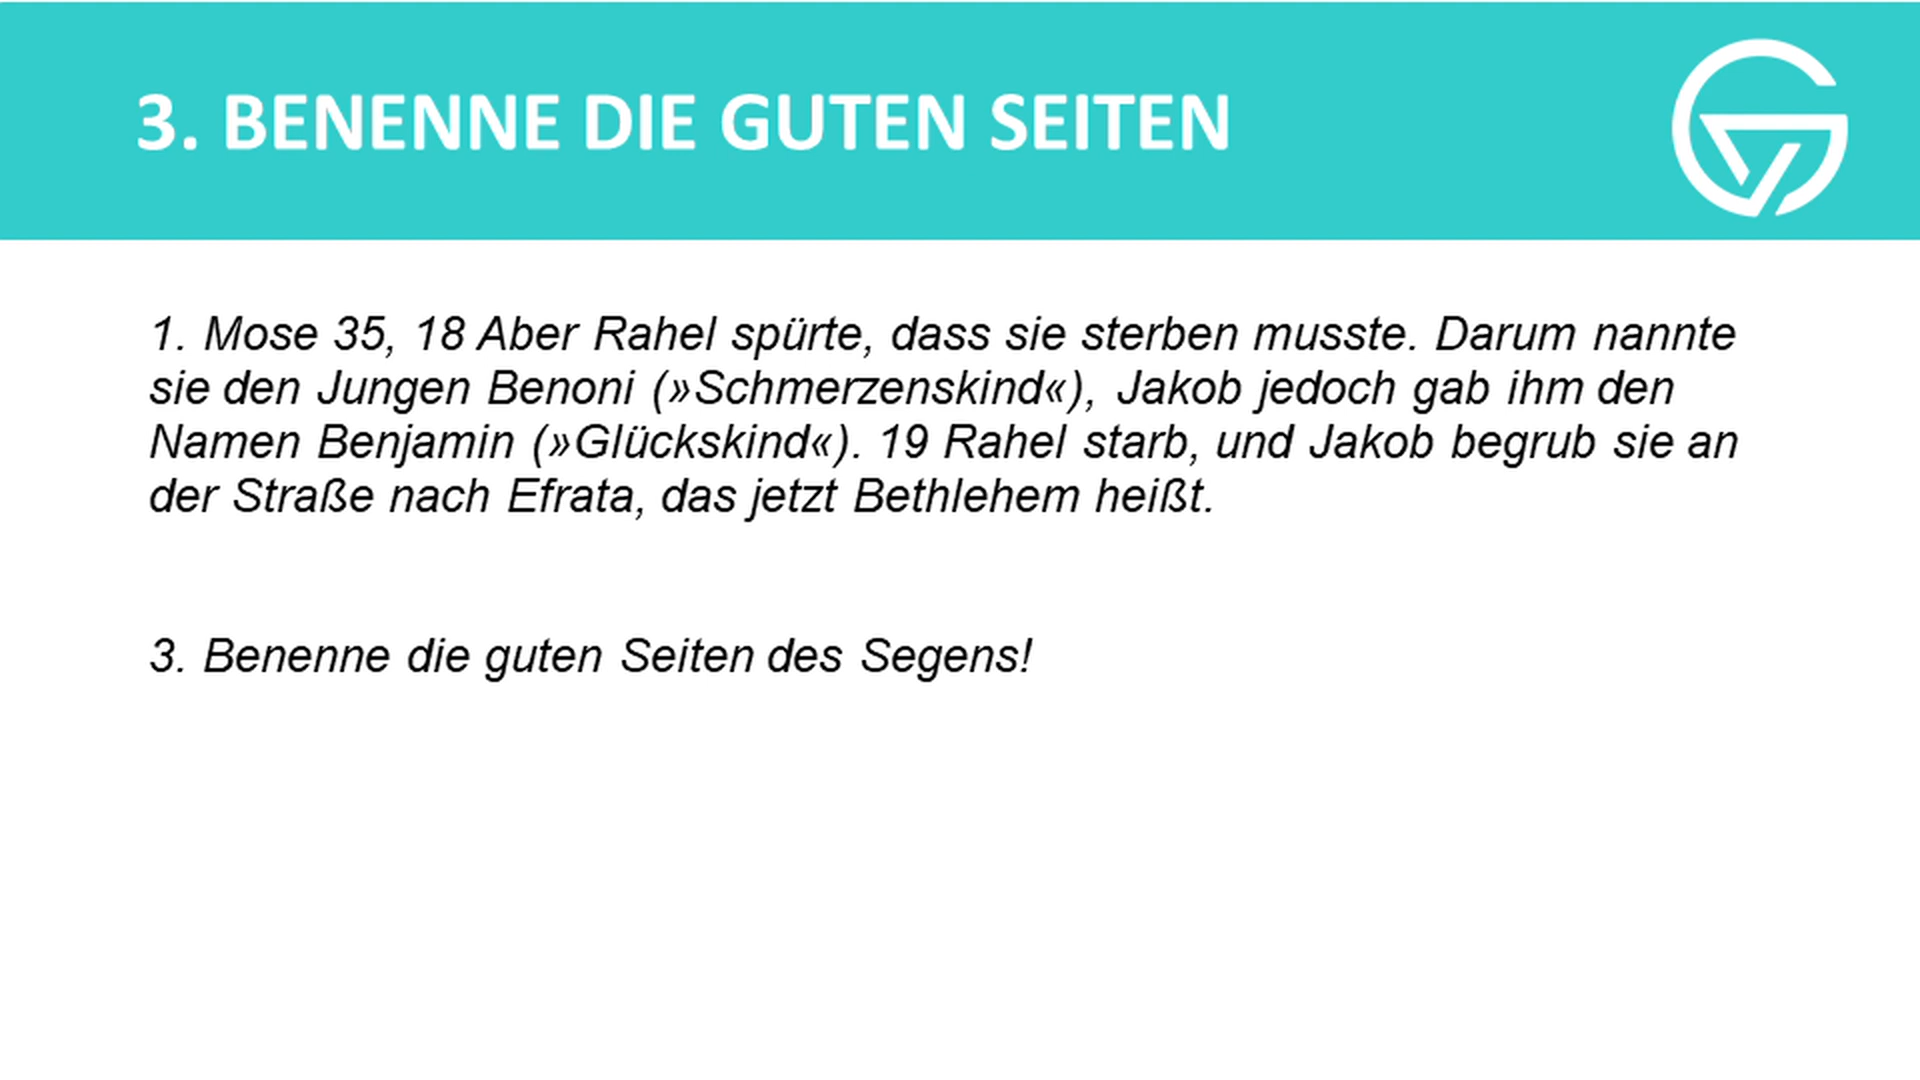 3. BENENNE DIE GUTEN SEITEN
1. Mose 35, 18 Aber Rahel spürte, dass sie sterben musste. Darum nannte
sie den Jungen Benoni (»Schmerzenskind«), Jakob jedoch gab ihm den
Namen Benjamin (»Glückskind«). 19 Rahel starb, und Jakob begrub sie an
der Straße nach Efrata, das jetzt Bethlehem heißt.
3. Benenne die guten Seiten des Segens!